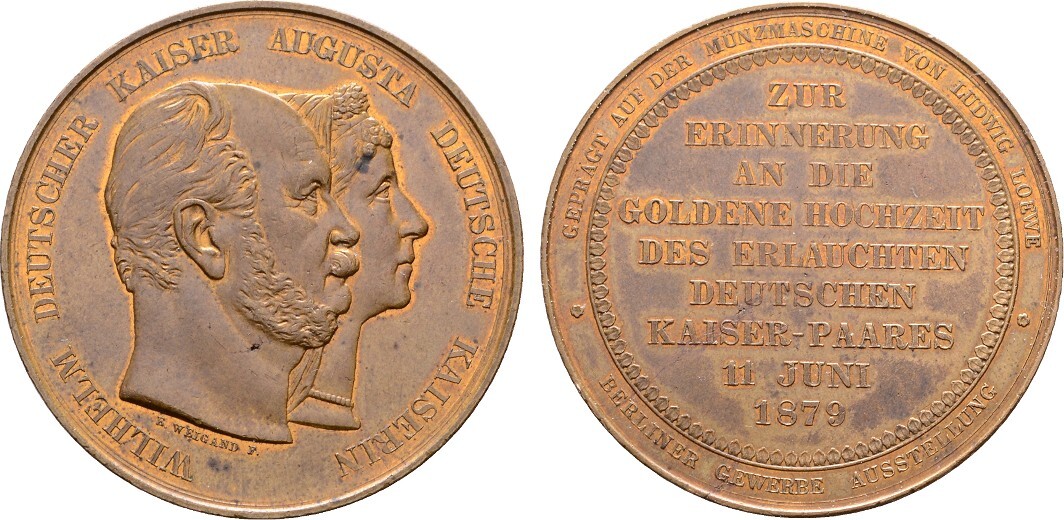 WILHELM DEUTSCHER KAISER AUGUSTA DEUTSCHE KAISERIN
E. WEIGAND F.
GEPRÄGT AUF DER MÜNZMASCHINE VON LUDWIG LOEWE
ZUR
ERINNERUNG
AN DIE
GOLDENE HOCHZEIT
DES ERLAUCHTEN
DEUTSCHEN
KAISER-PAARES
11 JUNI
1879
BERLINER GEWERBE AUSSTELLUNG